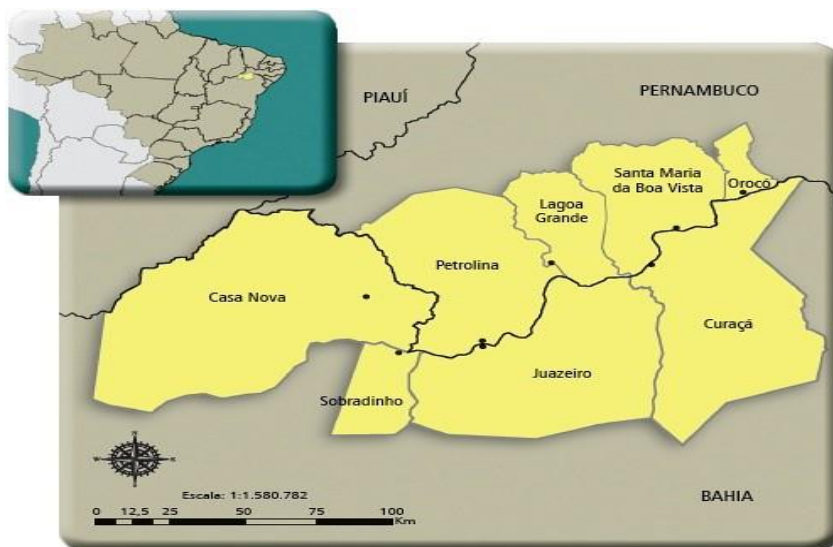 PIAUÍ
PERNAMBUCO
Santa Maria
da Boa Vista
Orocó
Lagoa
Grande
Petrolina
Casa Nova
Curaçã
Juazeiro
Sobradinho
BAHIA
Escala: 1:1.580.782
0 12,5 25 50 75 100
Km